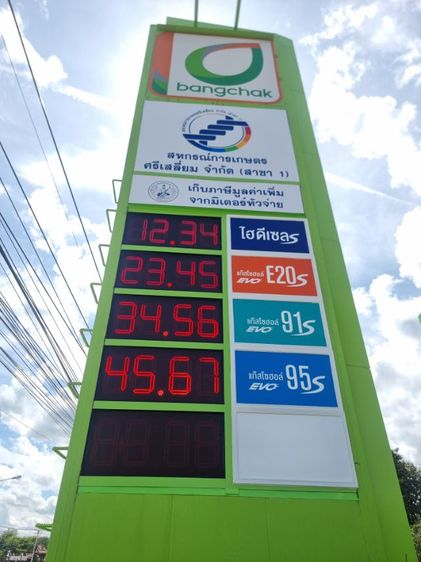 bangchak
สหกรณ์การเกษตร
ศรีเสลี่ยม จำกัด (สาขา 1)
เก็บภาษีมูลค่าเพิ่ม
จากมิเตอร์หัวจ่าย
12.34 ไฮดีเซล S
23.45 แก๊สโซฮอล์ EVO E20 S
34.56 แก๊สโซฮอล์ EVO 91 S
45.67 แก๊สโซฮอล์ EVO 95 S